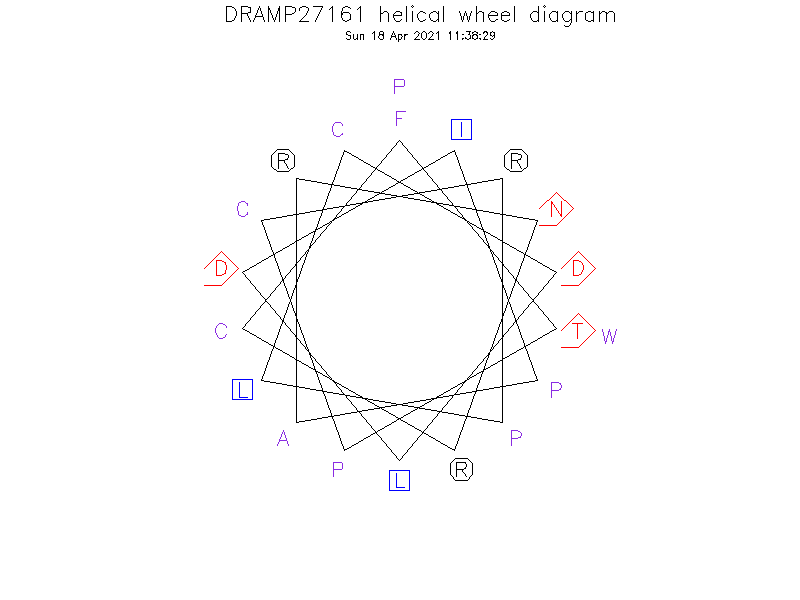 DRAMP27161 helical wheel diagram
Sun 18 Apr 2021 11:38:29
P
C F I
R R
C N
D D
C T W
L P
A P
P L R